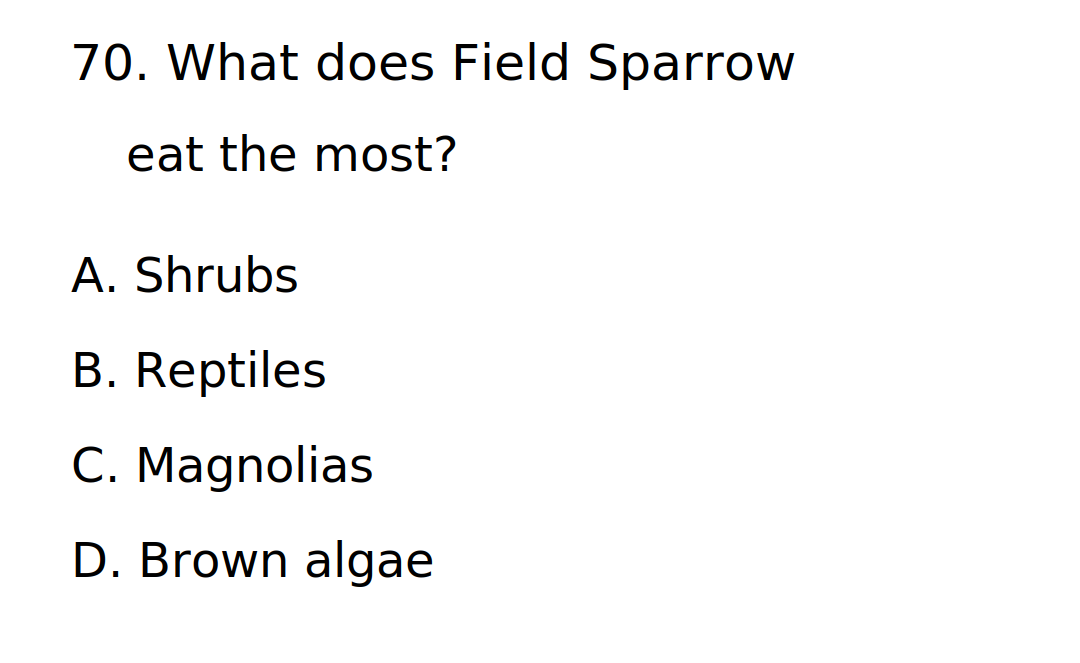 70. What does Field Sparrow
eat the most?
A. Shrubs
B. Reptiles
C. Magnolias
D. Brown algae